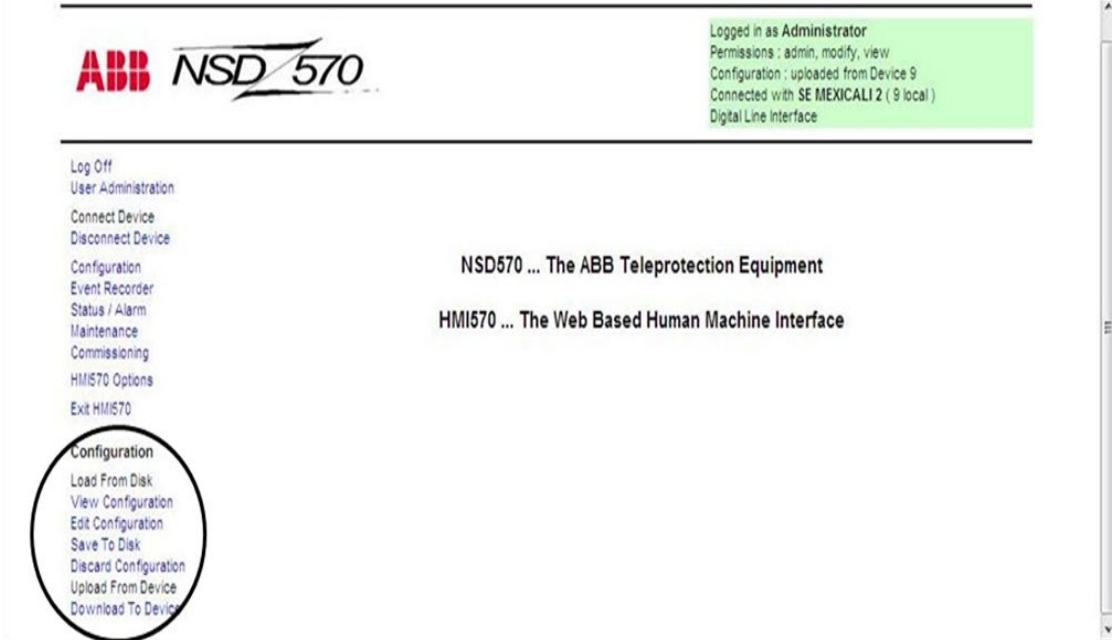 ABB NSD 570
Logged in as Administrator
Permissions : admin, modify, view
Configuration : uploaded from Device 9
Connected with SE MEXICALI 2 ( 9 local )
Digital Line Interface
Log Off
User Administration
Connect Device
Disconnect Device
Configuration
Event Recorder
Status / Alarm
Maintenance
Commissioning
HMI570 Options
Exit HMI570
NSD570 ... The ABB Teleprotection Equipment
HMI570 ... The Web Based Human Machine Interface
Configuration
Load From Disk
View Configuration
Edit Configuration
Save To Disk
Discard Configuration
Upload From Device
Download To Device